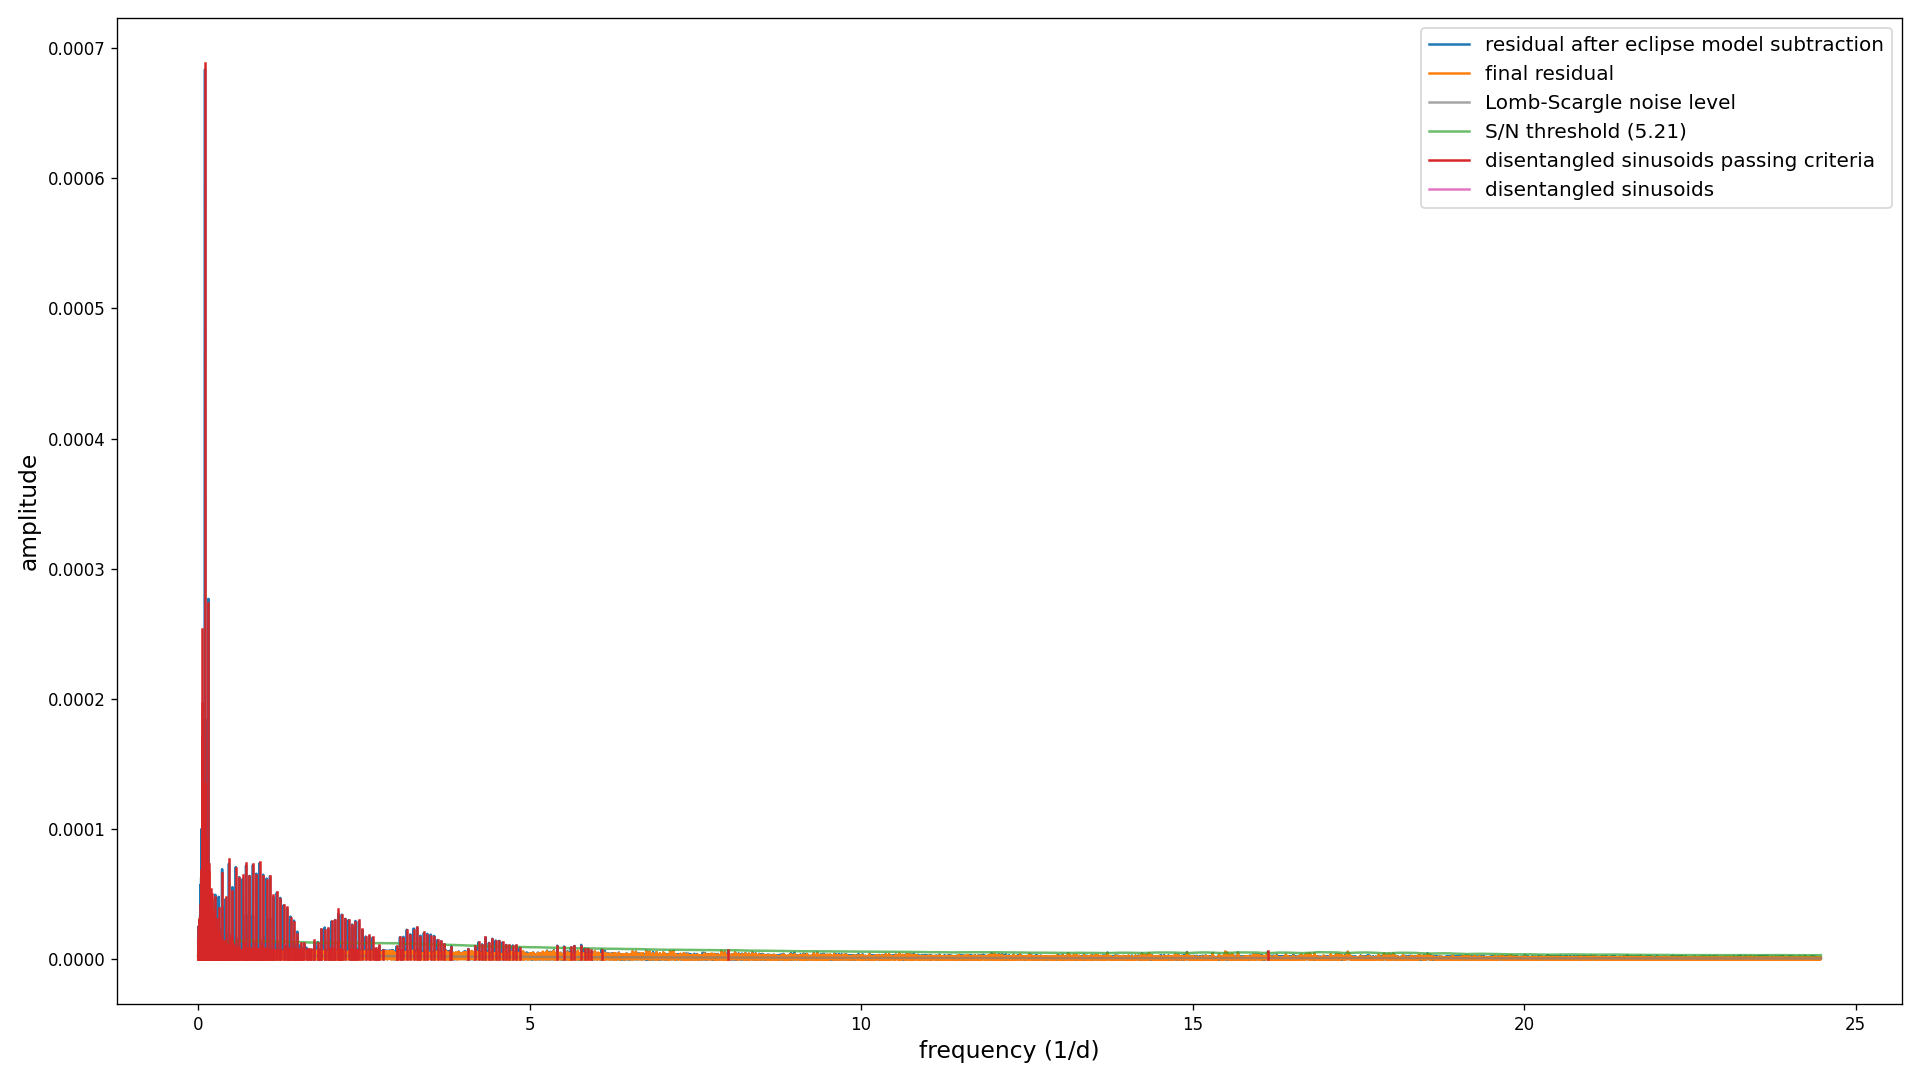 residual after eclipse model subtraction
final residual
Lomb-Scargle noise level
S/N threshold (5.21)
disentangled sinusoids passing criteria
disentangled sinusoids
0.0007
0.0006
0.0005
0.0004
0.0003
0.0002
0.0001
0.0000
amplitude
0 5 10 15 20 25
frequency (1/d)